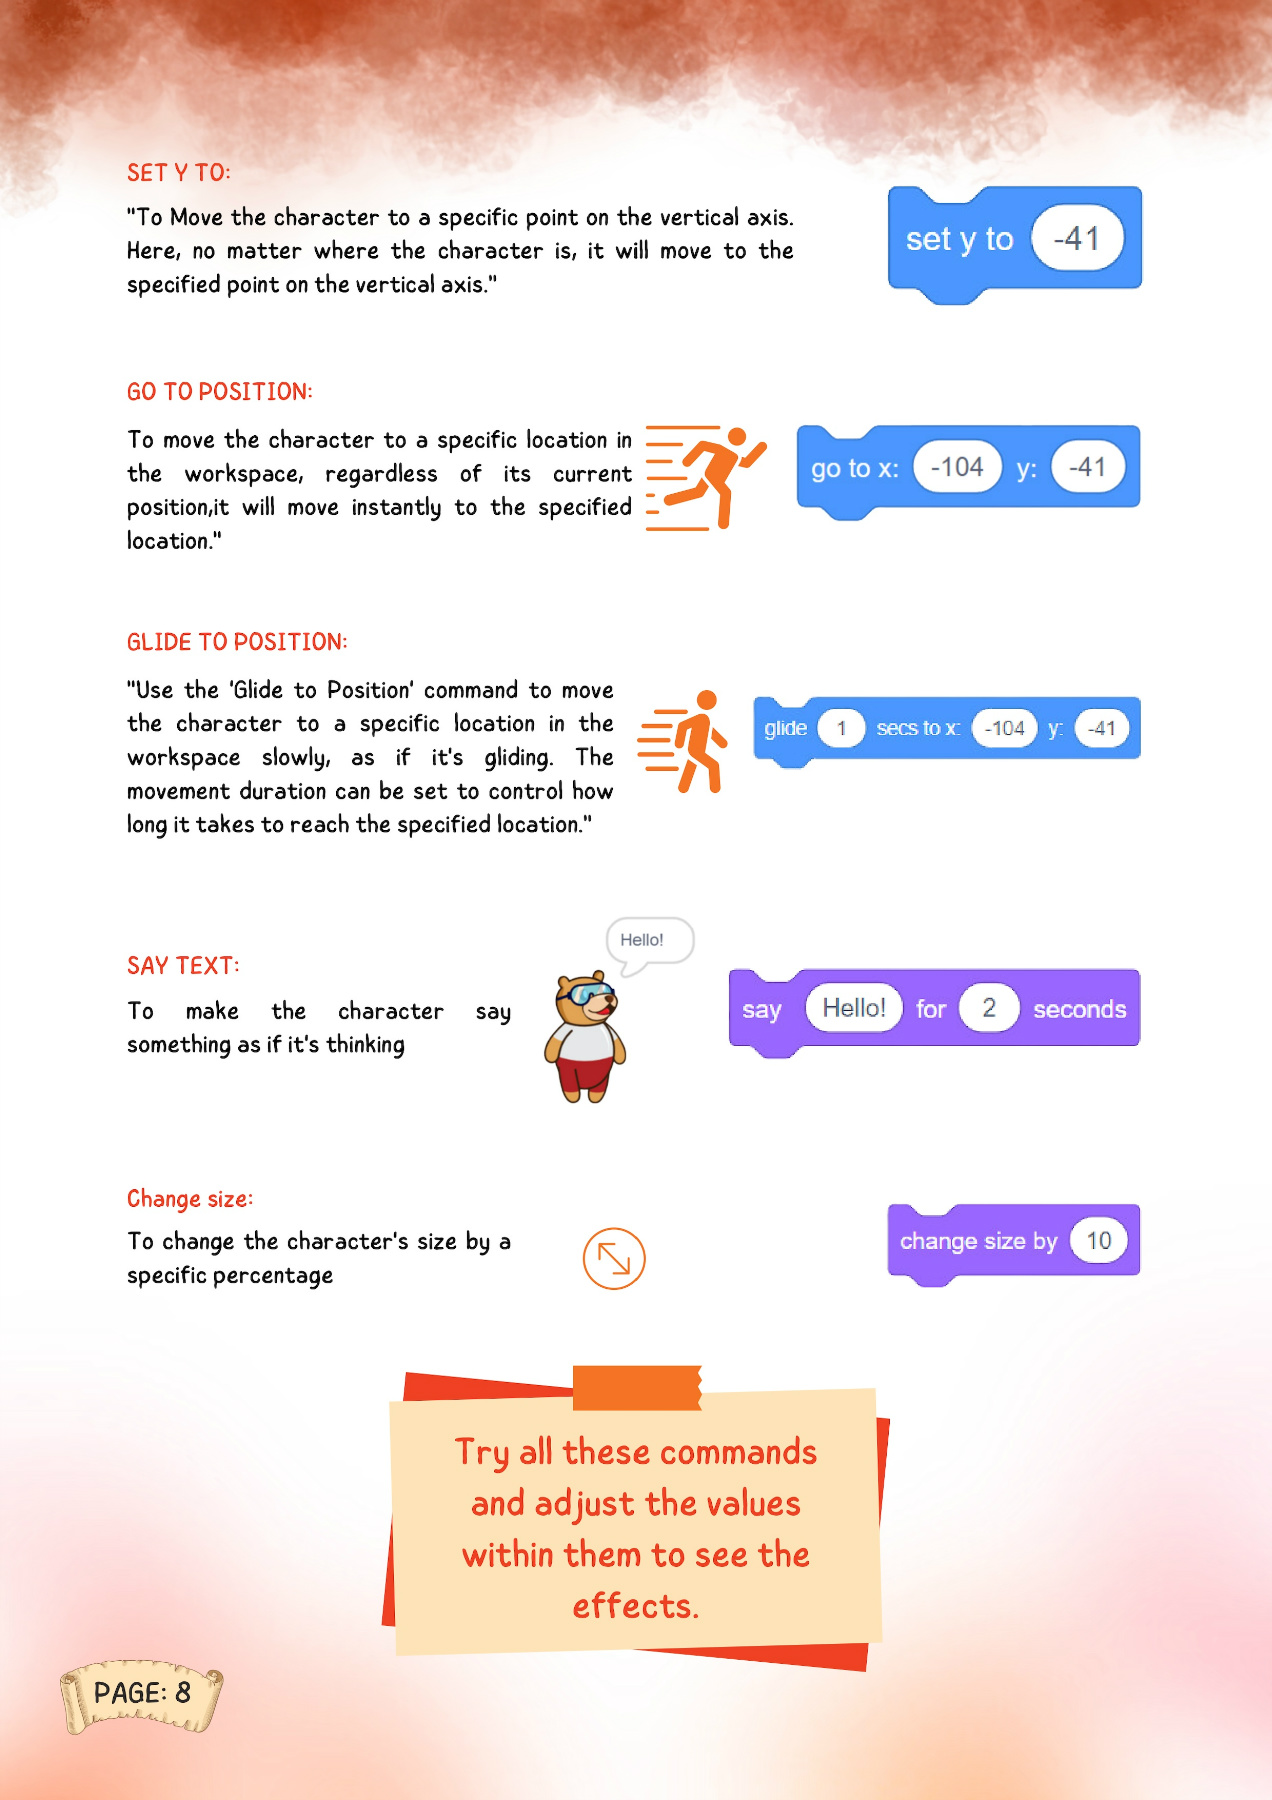 SET Y TO:
"To Move the character to a specific point on the vertical axis.
Here, no matter where the character is, it will move to the
specified point on the vertical axis."
set y to -41
GO TO POSITION:
To move the character to a specific location in
the workspace, regardless of its current
position,it will move instantly to the specified
location."
go to x: -104 y: -41
GLIDE TO POSITION:
"Use the 'Glide to Position' command to move
the character to a specific location in the
workspace slowly, as if it's gliding. The
movement duration can be set to control how
long it takes to reach the specified location."
glide 1 secs to x: -104 y: -41
SAY TEXT:
To make the character say
something as if it's thinking
Hello!
say Hello! for 2 seconds
Change size:
To change the character's size by a
specific percentage
change size by 10
Try all these commands
and adjust the values
within them to see the
effects.
PAGE: 8